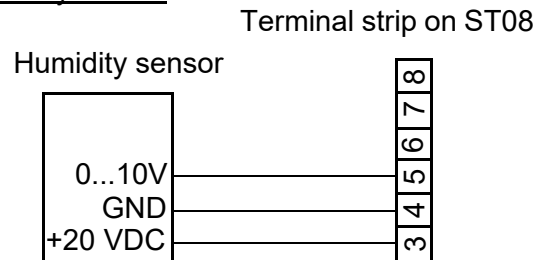 Terminal strip on ST08
Humidity sensor
8
7
6
0...10V 5
GND 4
+20 VDC 3